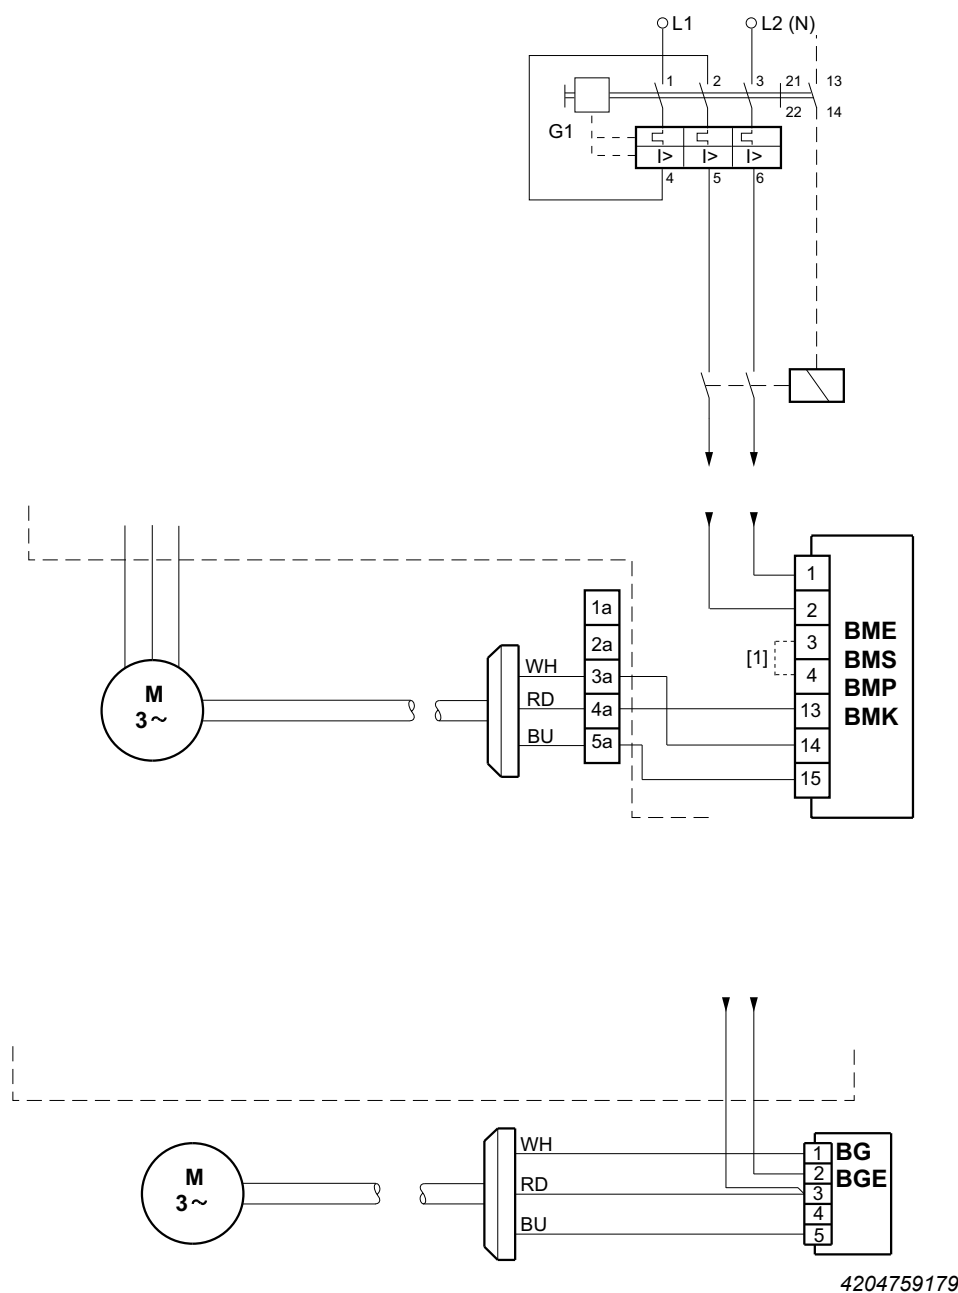 L1 L2 (N)
1 2 3 21 13
22 14
G1
I> I> I>
4 5 6
1
1a 2
2a 3 BME
[1] BMS
WH 3a 4 BMP
RD 4a 13 BMK
BU 5a 14
15
M
3~
WH 1 BG
2 BGE
RD 3
4
BU 5
M
3~
4204759179